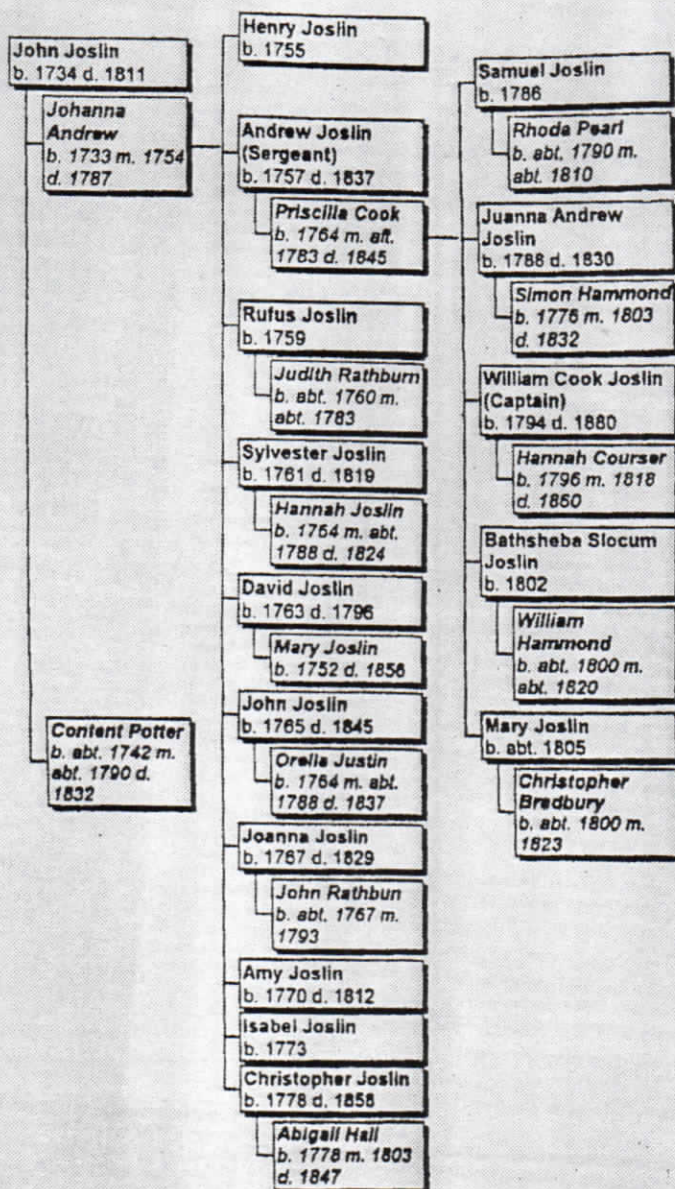 John Joslin
b. 1734 d. 1811
Johanna
Andrew
b. 1733 m. 1754
d. 1787
Content Potter
b. abt. 1742 m.
abt. 1790 d.
1832
Henry Joslin
b. 1755
Andrew Joslin
(Sergeant)
b. 1757 d. 1837
Priscilla Cook
b. 1764 m. aft.
1783 d. 1845
Rufus Joslin
b. 1759
Judith Rathburn
b. abt. 1760 m.
abt. 1783
Sylvester Joslin
b. 1761 d. 1819
Hannah Joslin
b. 1764 m. abt.
1788 d. 1824
David Joslin
b. 1763 d. 1796
Mary Joslin
b. 1752 d. 1856
John Joslin
b. 1765 d. 1845
Orella Justin
b. 1764 m. abt.
1788 d. 1837
Joanna Joslin
b. 1767 d. 1829
John Rathbun
b. abt. 1767 m.
1793
Amy Joslin
b. 1770 d. 1812
Isabel Joslin
b. 1773
Christopher Joslin
b. 1778 d. 1858
Abigail Hall
b. 1778 m. 1803
d. 1847
Samuel Joslin
b. 1786
Rhoda Pearl
b. abt. 1790 m.
abt. 1810
Juanna Andrew
Joslin
b. 1788 d. 1830
Simon Hammond
b. 1776 m. 1803
d. 1832
William Cook Joslin
(Captain)
b. 1794 d. 1880
Hannah Courser
b. 1796 m. 1818
d. 1860
Bathsheba Slocum
Joslin
b. 1802
William
Hammond
b. abt. 1800 m.
abt. 1820
Mary Joslin
b. abt. 1805
Christopher
Bradbury
b. abt. 1800 m.
1823